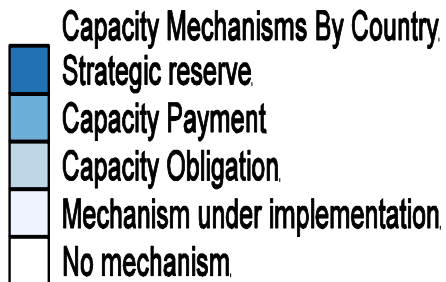 Capacity Mechanisms By Country
Strategic reserve
Capacity Payment
Capacity Obligation
Mechanism under implementation
No mechanism